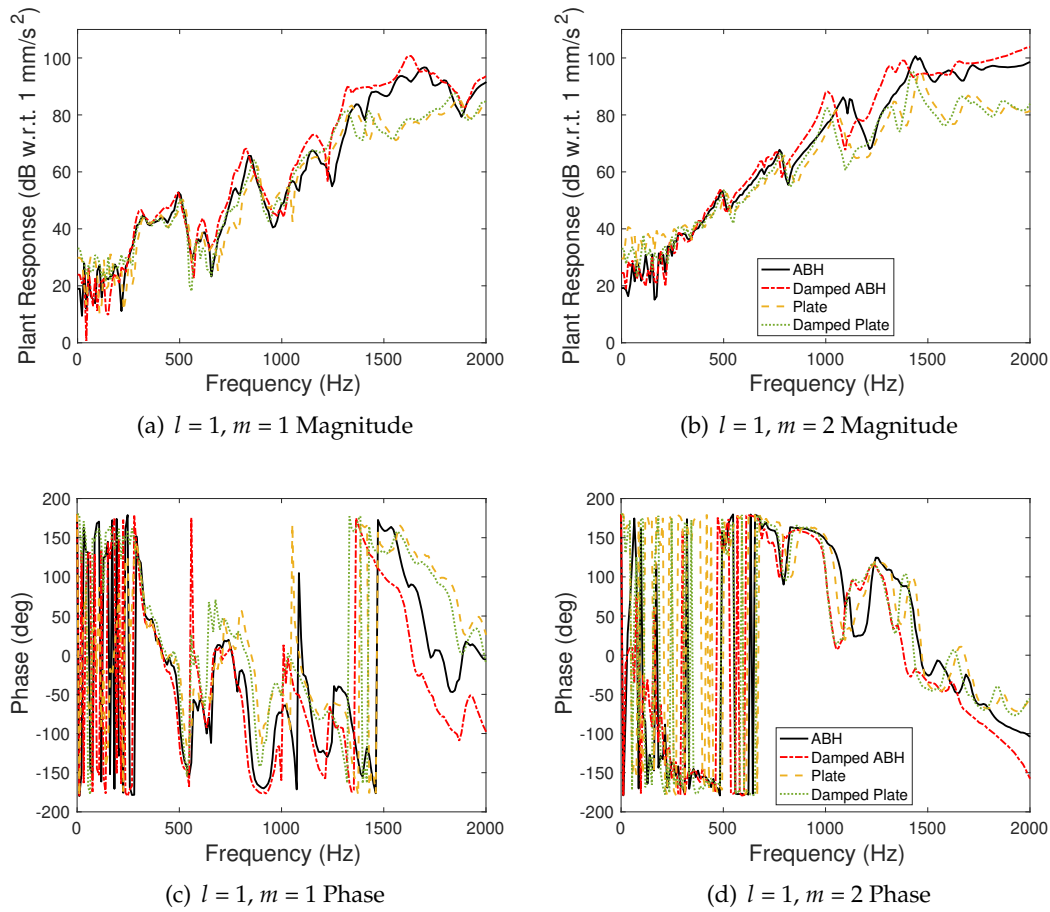 Plant Response (dB w.r.t. 1 mm/s²)
100
80
60
40
20
0
0 500 1000 1500 2000
Frequency (Hz)
(a) l = 1, m = 1 Magnitude
Plant Response (dB w.r.t. 1 mm/s²)
100
80
60
40
20
0
ABH
Damped ABH
Plate
Damped Plate
0 500 1000 1500 2000
Frequency (Hz)
(b) l = 1, m = 2 Magnitude
Phase (deg)
200
150
100
50
0
-50
-100
-150
-200
0 500 1000 1500 2000
Frequency (Hz)
(c) l = 1, m = 1 Phase
Phase (deg)
200
150
100
50
0
-50
-100
-150
-200
ABH
Damped ABH
Plate
Damped Plate
0 500 1000 1500 2000
Frequency (Hz)
(d) l = 1, m = 2 Phase